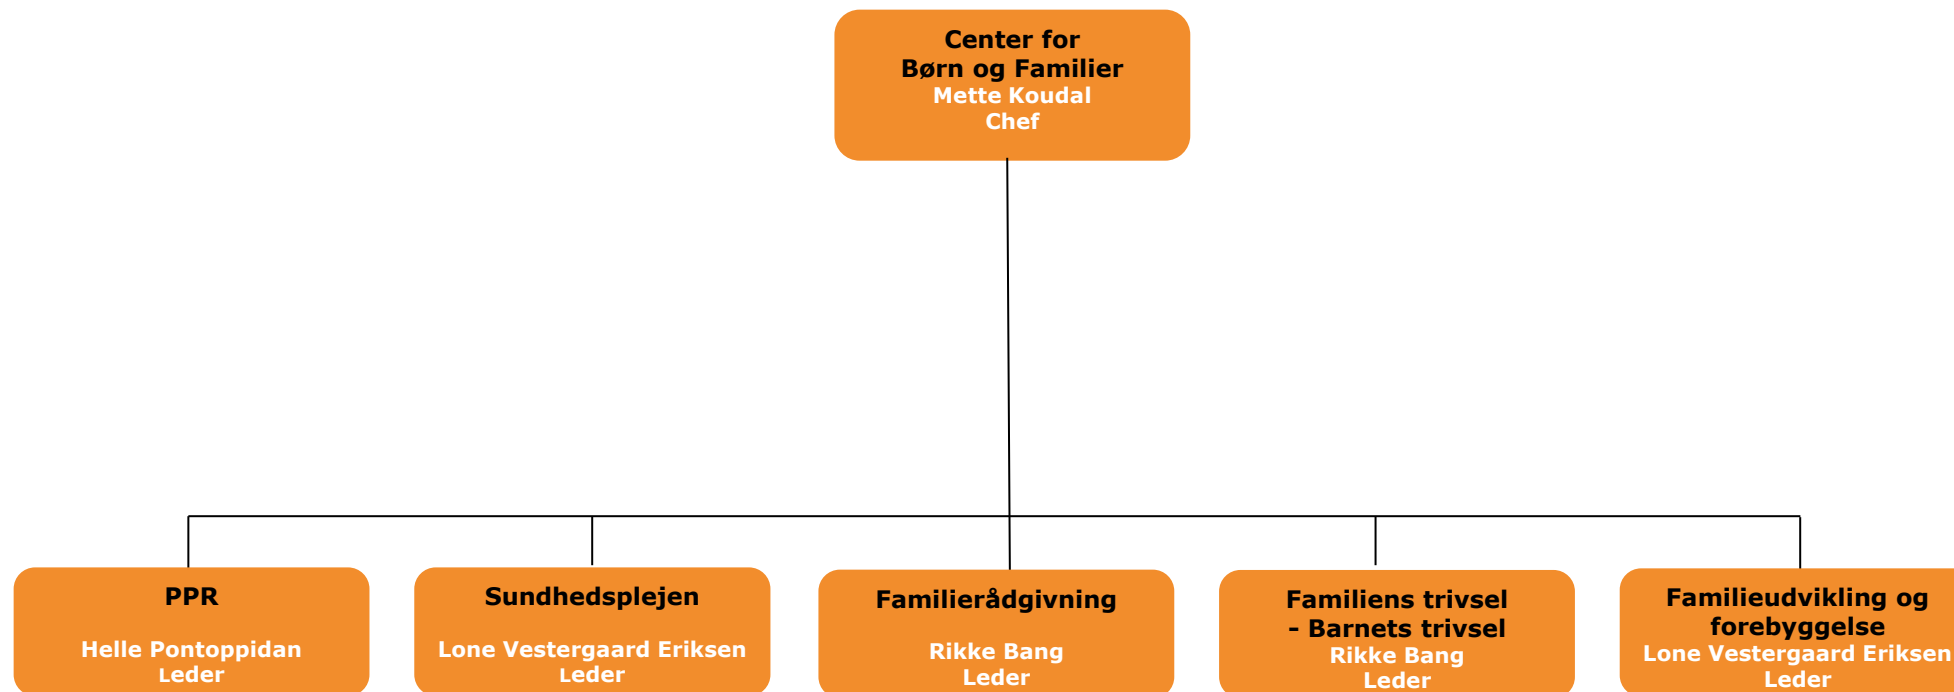 Center for
Børn og Familier
Mette Koudal
Chef
PPR
Helle Pontoppidan
Leder
Sundhedsplejen
Lone Vestergaard Eriksen
Leder
Familierådgivning
Rikke Bang
Leder
Familiens trivsel
- Barnets trivsel
Rikke Bang
Leder
Familieudvikling og
forebyggelse
Lone Vestergaard Eriksen
Leder